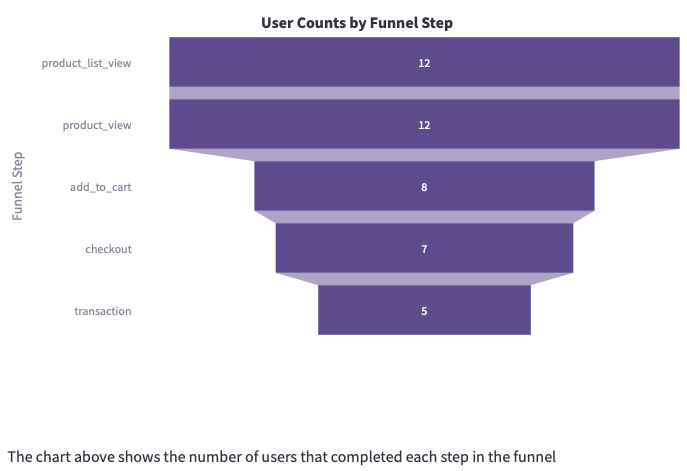 User Counts by Funnel Step
product_list_view
12
product_view
12
Funnel Step
add_to_cart
8
checkout
7
transaction
5
The chart above shows the number of users that completed each step in the funnel